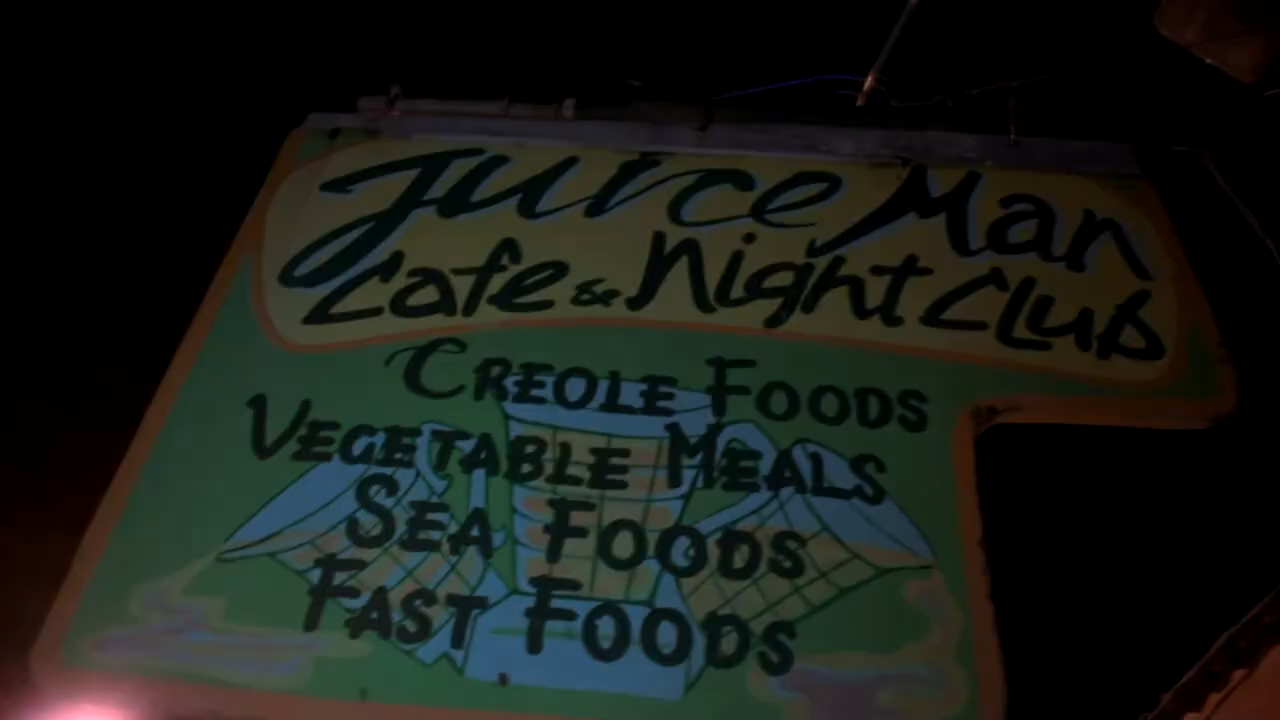 Juice Man
Cafe & Night Club
CREOLE FOODS
VEGETABLE MEALS
SEA FOODS
FAST FOODS